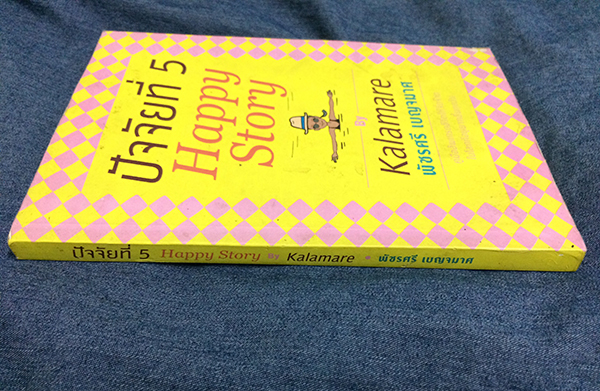 ปัจจัยที่ 5
Happy
Story
By
Kalamare
พัชรศรี เบญจมาศ
ปัจจัยที่ 5 Happy Story By Kalamare • พัชรศรี เบญจมาศ